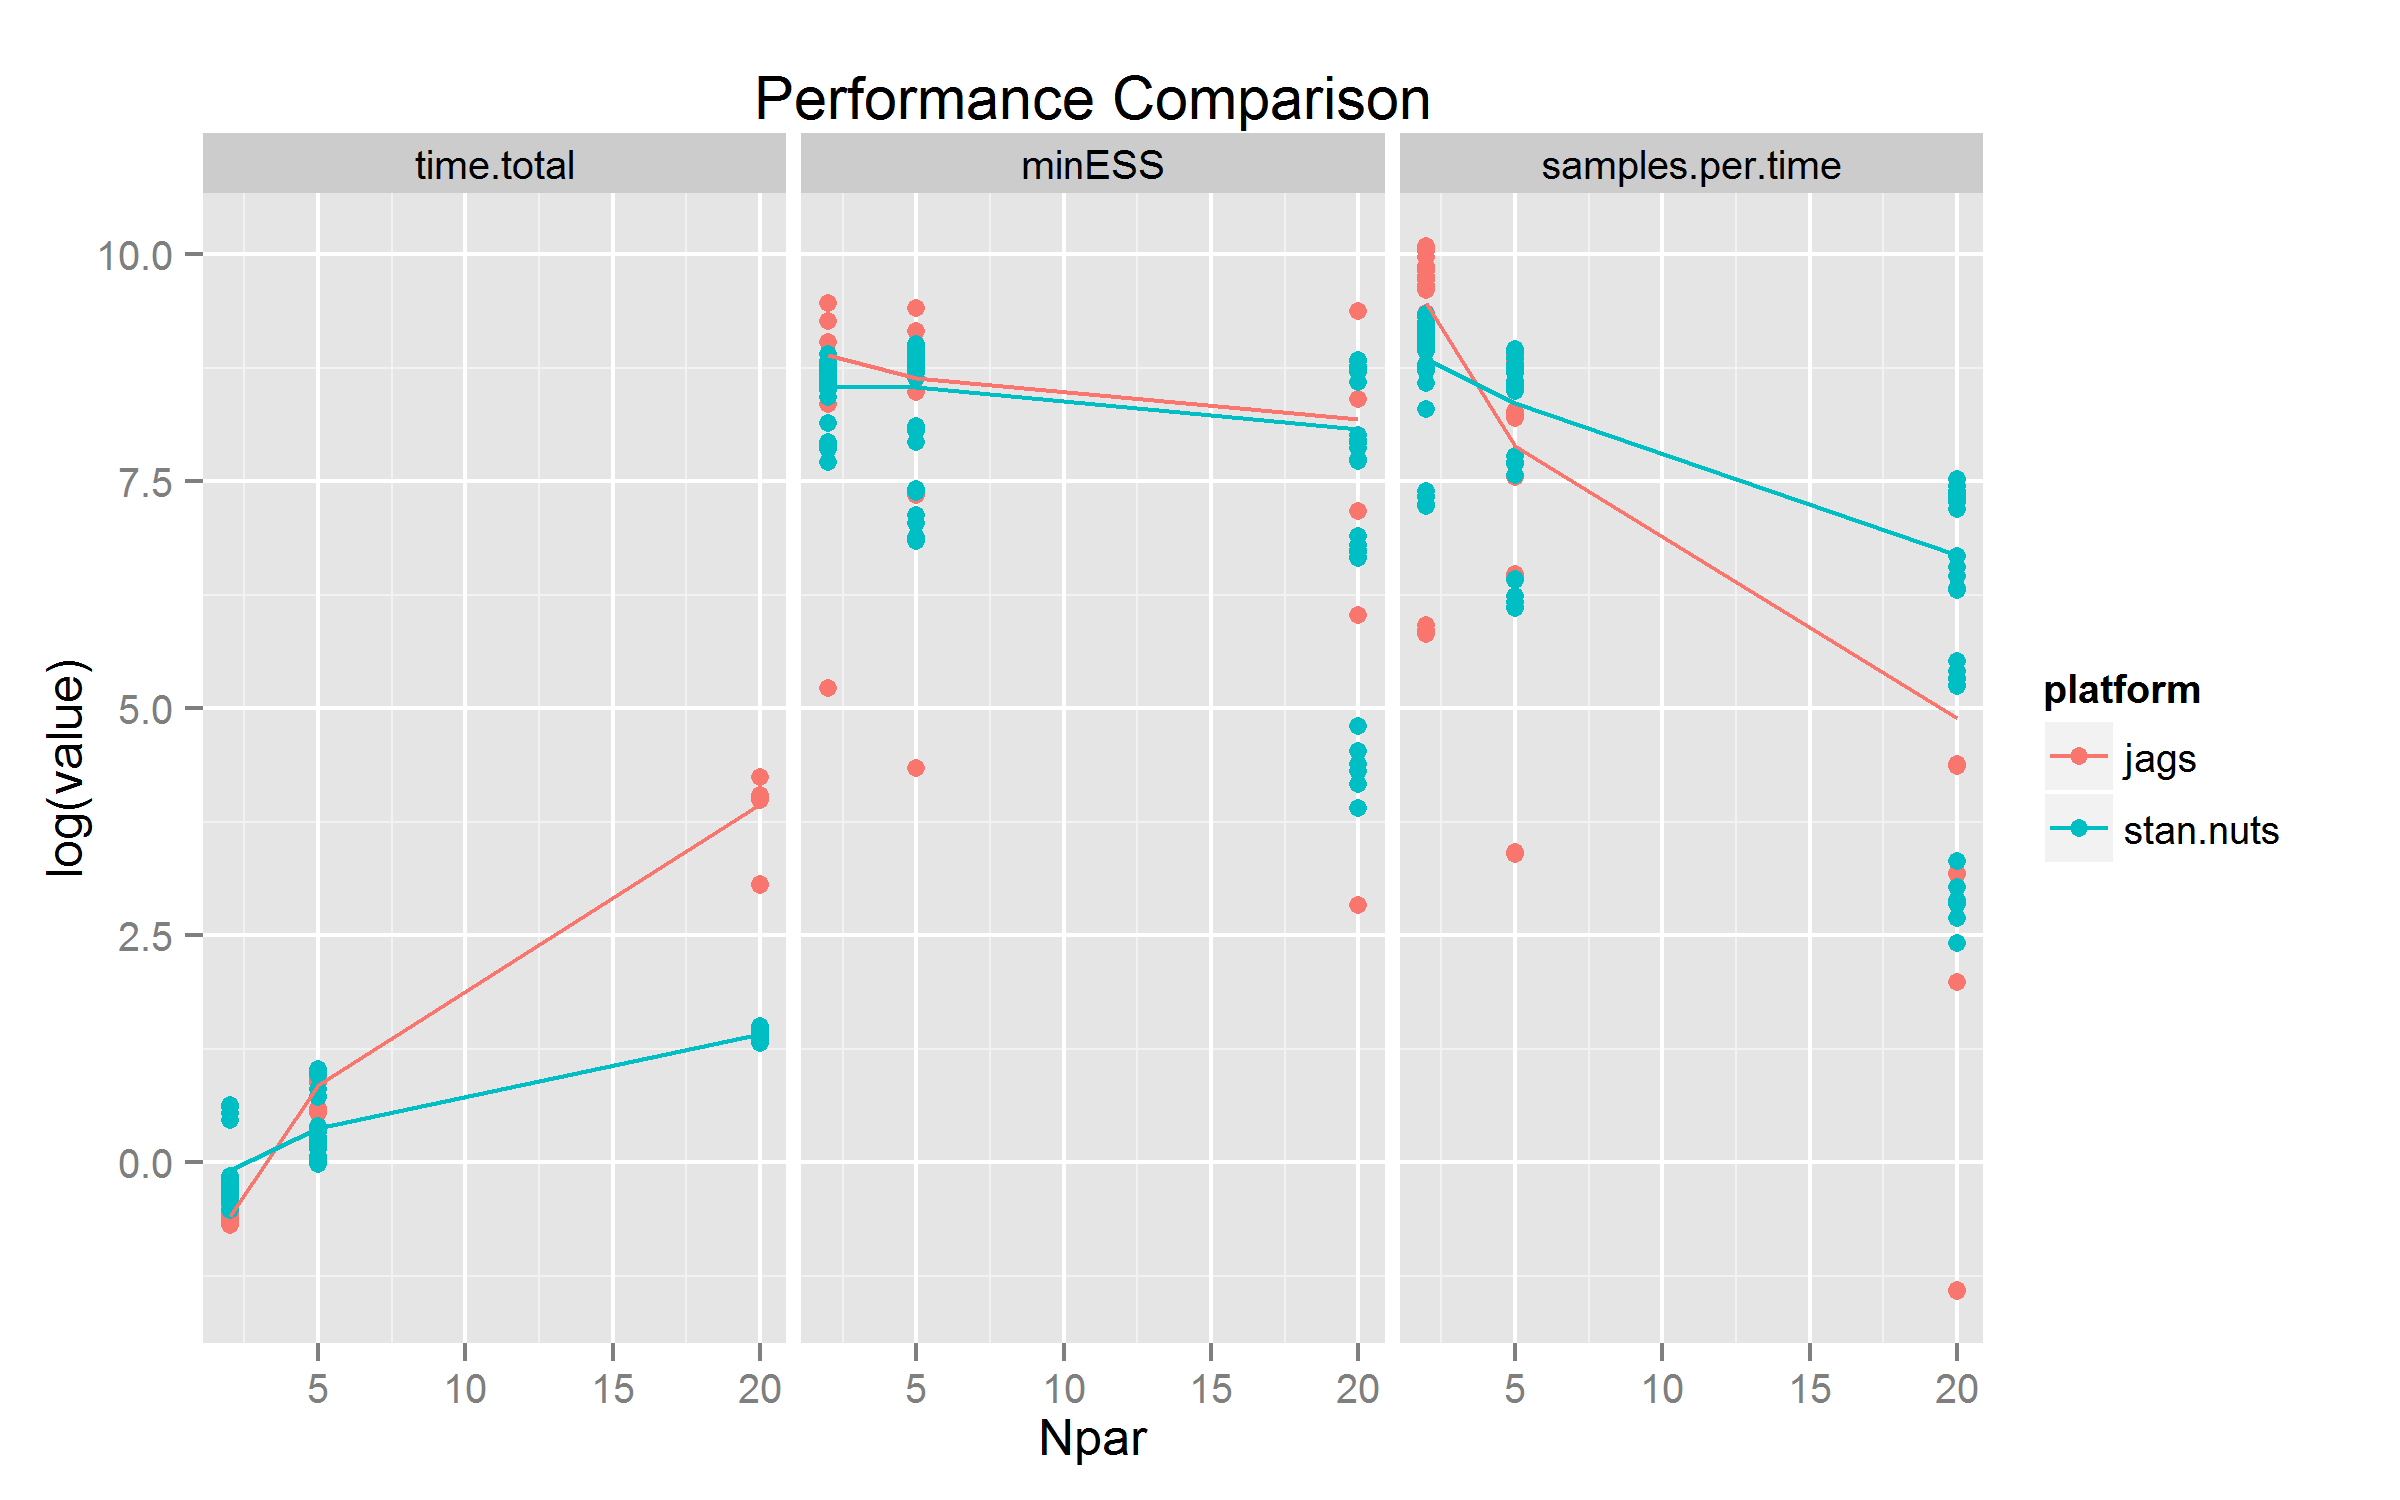 Performance Comparison
time.total minESS samples.per.time
10.0
7.5
5.0
2.5
0.0
log(value)
5 10 15 20 5 10 15 20 5 10 15 20
Npar
platform
jags
stan.nuts